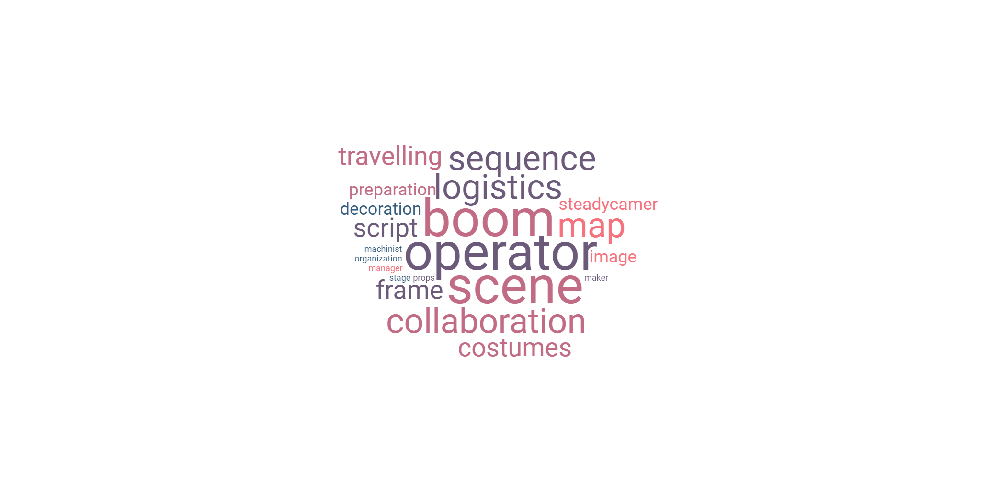 travelling sequence
preparation logistics
decoration boom steadycamer
script map
machinist operator
organization image
manager
stage props maker
frame scene
collaboration
costumes